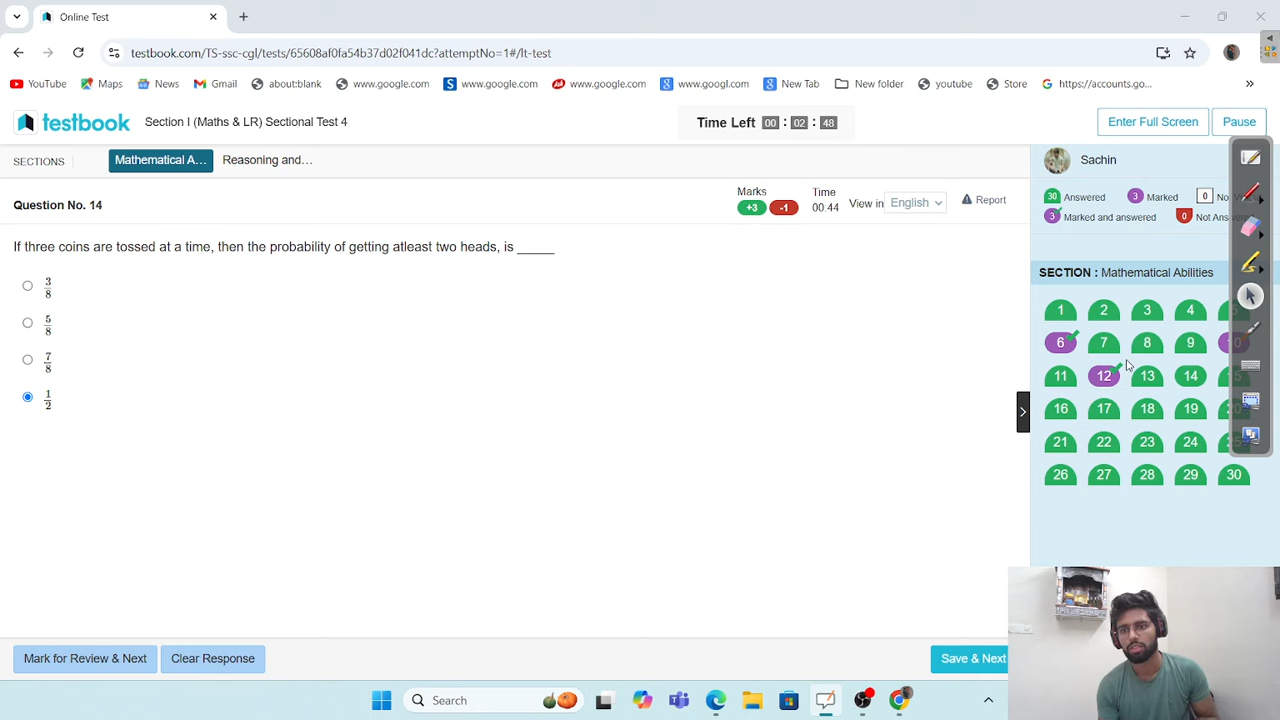 Online Test
testbook.com/TS-ssc-cgl/tests/65608af0fa54b37d02f041dc?attemptNo=1#/lt-test
YouTube Maps News Gmail about:blank www.google.com www.google.com www.google.com www.googl.com New Tab New folder youtube Store https://accounts.go...
testbook Section I (Maths & LR) Sectional Test 4 Time Left 00 : 02 : 48 Enter Full Screen Pause
SECTIONS Mathematical A... Reasoning and... Sachin
Question No. 14 Marks +3 -1 Time 00:44 View in English Report
30 Answered 3 Marked 0
3 Marked and answered 0
If three coins are tossed at a time, then the probability of getting atleast two heads, is _____
3/8
5/8
7/8
1/2
SECTION : Mathematical Abilities
1 2 3 4
6 7 8 9
11 12 13 14
16 17 18 19
21 22 23 24
26 27 28 29 30
Mark for Review & Next Clear Response Save & Next
Search